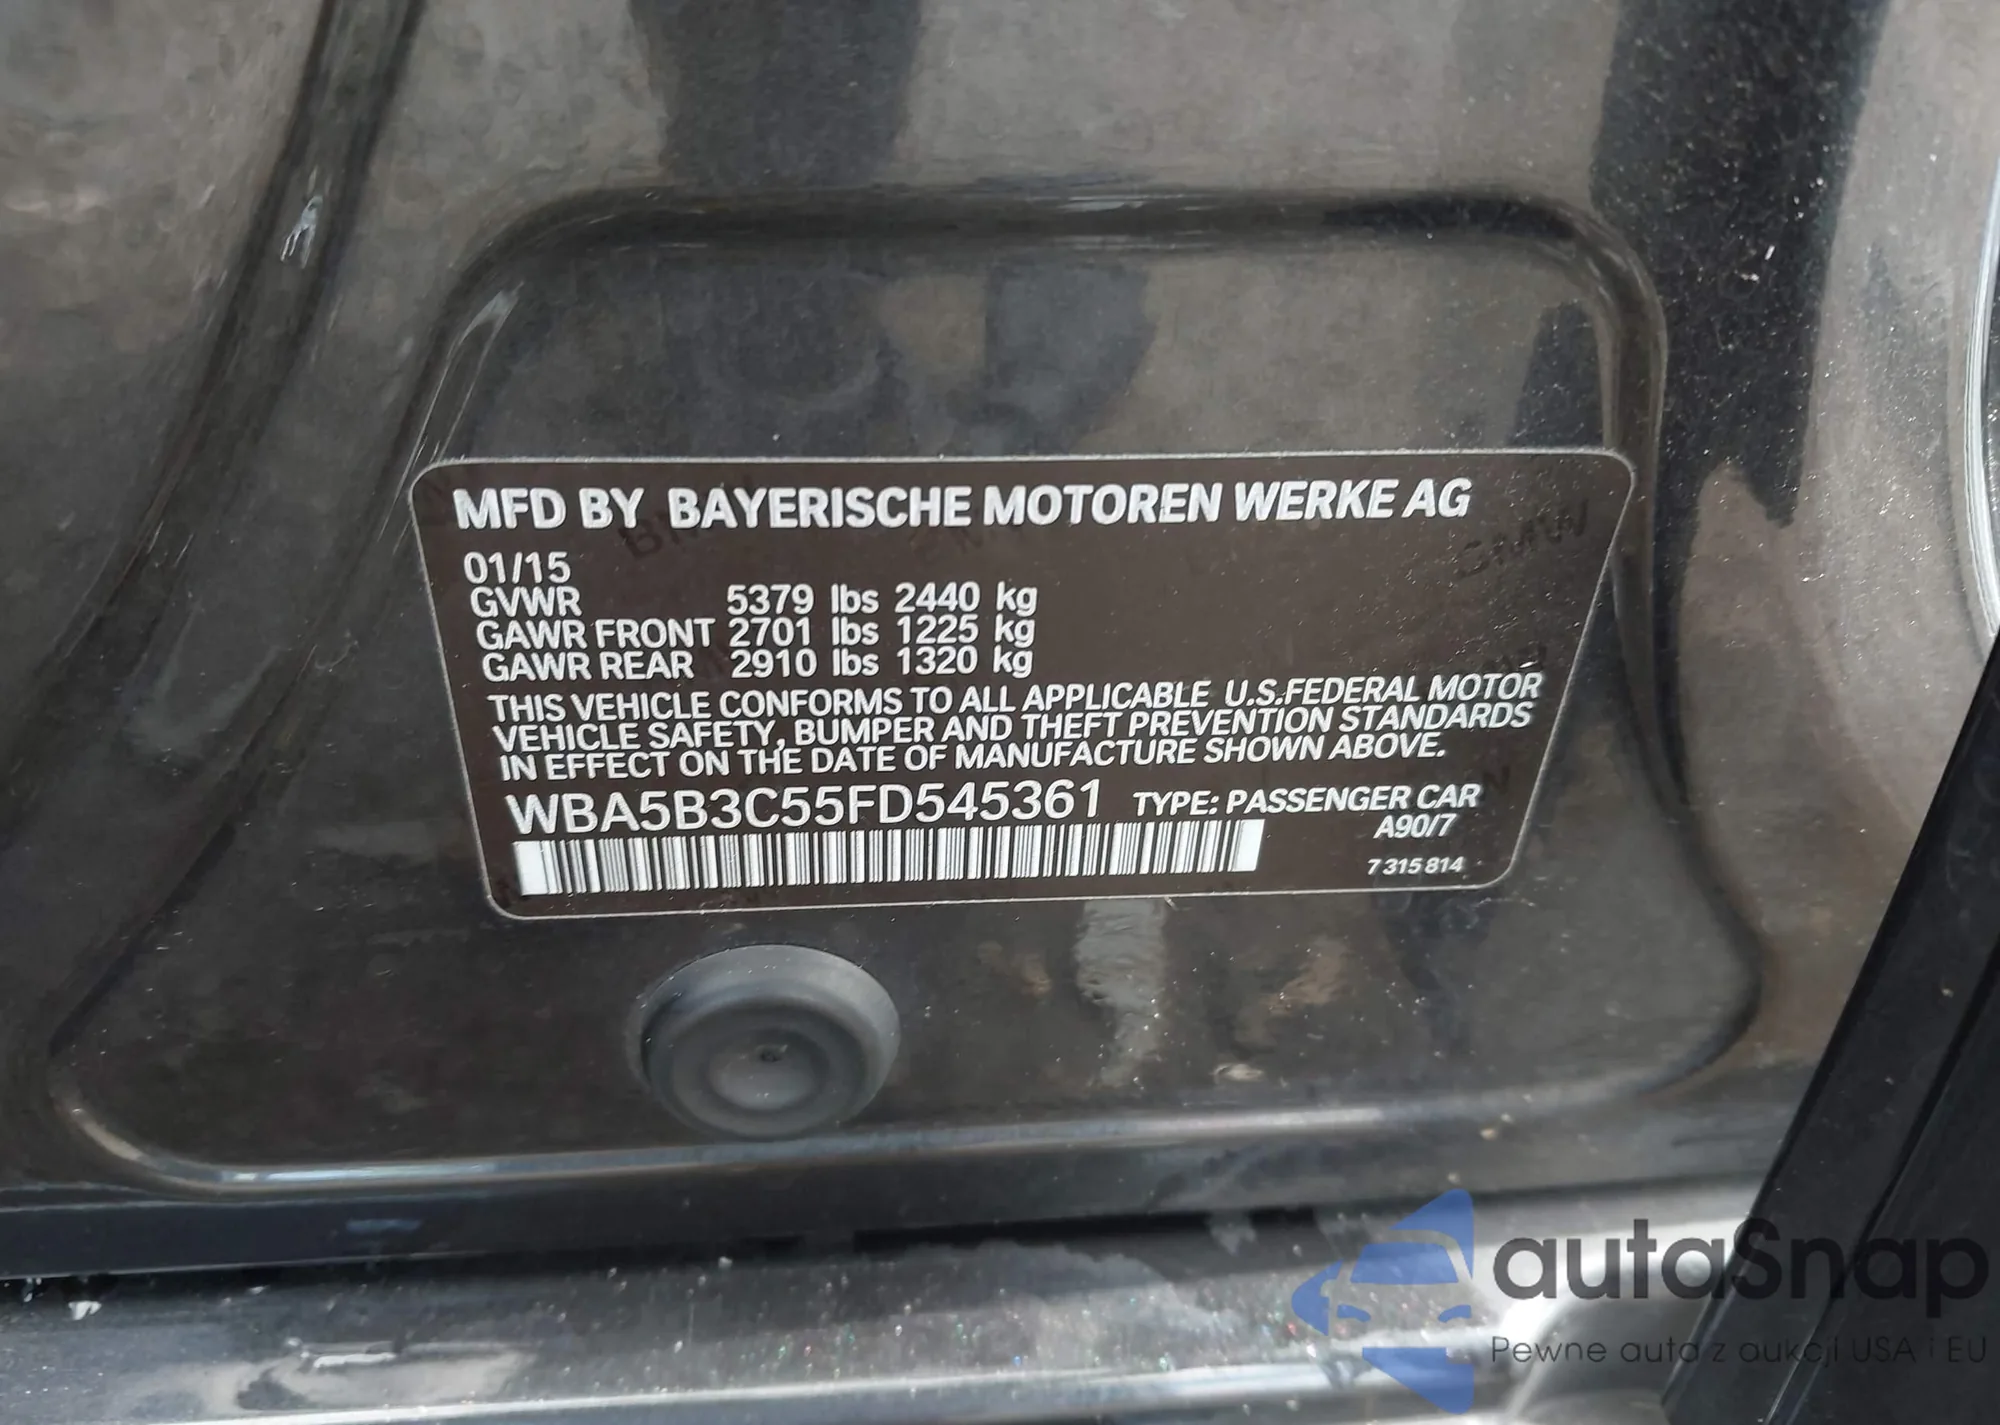 MFD BY BAYERISCHE MOTOREN WERKE AG
01/15
GVWR 5379 lbs 2440 kg
GAWR FRONT 2701 lbs 1225 kg
GAWR REAR 2910 lbs 1320 kg
THIS VEHICLE CONFORMS TO ALL APPLICABLE U.S.FEDERAL MOTOR
VEHICLE SAFETY, BUMPER AND THEFT PREVENTION STANDARDS
IN EFFECT ON THE DATE OF MANUFACTURE SHOWN ABOVE.
WBA5B3C55FD545361 TYPE: PASSENGER CAR
A90/7
7 315 814
autaSnap
Pewne auta z aukcji USA i EU